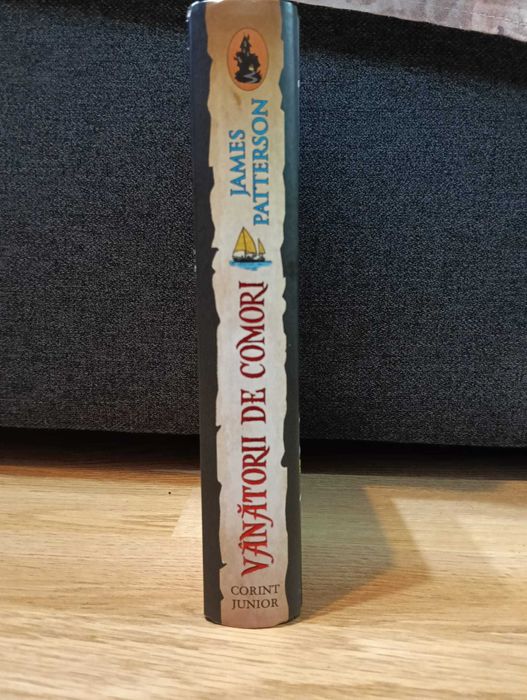 JAMES
PATTERSON
VÂNĂTORII DE COMORI
CORINT
JUNIOR